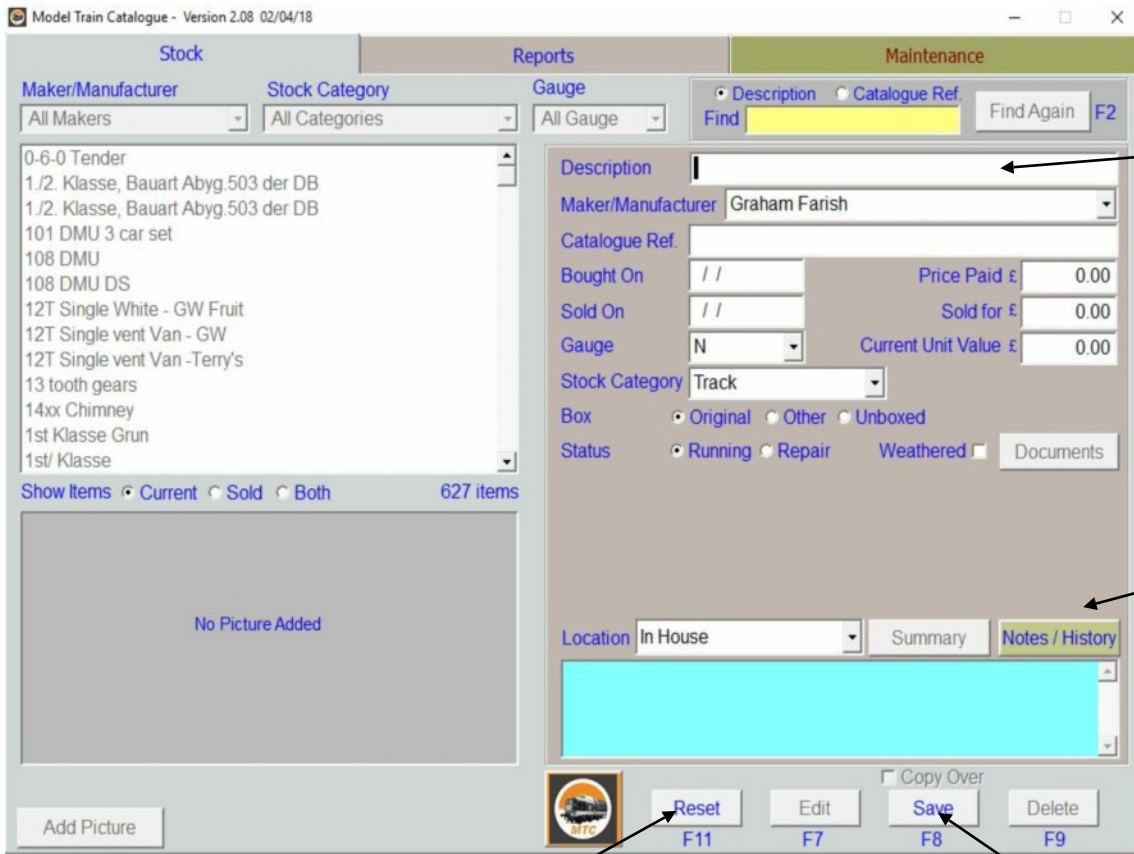 Model Train Catalogue - Version 2.08 02/04/18
Stock
Reports
Maintenance
Maker/Manufacturer
Stock Category
Gauge
All Makers
All Categories
All Gauge
Description
Catalogue Ref.
Find
Find Again
F2
0-6-0 Tender
1./2. Klasse, Bauart Abyg.503 der DB
1./2. Klasse, Bauart Abyg.503 der DB
101 DMU 3 car set
108 DMU
108 DMU DS
12T Single White - GW Fruit
12T Single vent Van - GW
12T Single vent Van -Terry's
13 tooth gears
14xx Chimney
1st Klasse Grun
1st/ Klasse
Show Items Current Sold Both 627 items
No Picture Added
Add Picture
Description
Maker/Manufacturer Graham Farish
Catalogue Ref.
Bought On / / Price Paid £ 0.00
Sold On / / Sold for £ 0.00
Gauge N Current Unit Value £ 0.00
Stock Category Track
Box Original Other Unboxed
Status Running Repair Weathered Documents
Location In House Summary Notes / History
Copy Over
MTC
Reset Edit Save Delete
F11 F7 F8 F9